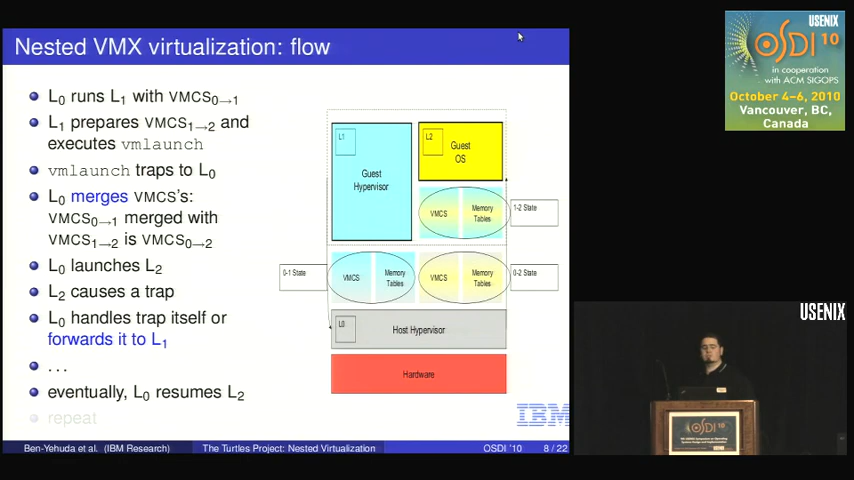 Nested VMX virtualization: flow
L0 runs L1 with VMCS0→1
L1 prepares VMCS1→2 and
executes vmlaunch
vmlaunch traps to L0
L0 merges VMCS's:
VMCS0→1 merged with
VMCS1→2 is VMCS0→2
L0 launches L2
L2 causes a trap
L0 handles trap itself or
forwards it to L1
. . .
eventually, L0 resumes L2
repeat
L1
Guest
Hypervisor
L2
Guest
OS
VMCS
Memory
Tables
1-2 State
0-1 State
VMCS
Memory
Tables
VMCS
Memory
Tables
0-2 State
L0
Host Hypervisor
Hardware
IBM
Ben-Yehuda et al. (IBM Research)
The Turtles Project: Nested Virtualization
OSDI '10
8 / 22
USENIX
OSDI 10
in cooperation
with ACM SIGOPS
October 4–6, 2010
Vancouver, BC,
Canada
USENIX
OSDI 10